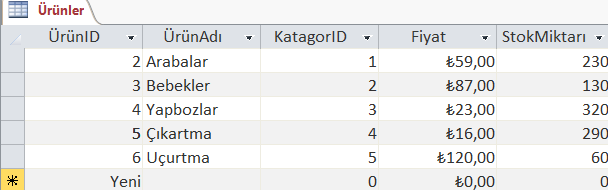 Ürünler
ÜrünID ÜrünAdı KatagorID Fiyat StokMiktarı
2 Arabalar 1 ₺59,00 230
3 Bebekler 2 ₺87,00 130
4 Yapbozlar 3 ₺23,00 320
5 Çıkartma 4 ₺16,00 290
6 Uçurtma 5 ₺120,00 60
Yeni 0 ₺0,00 0